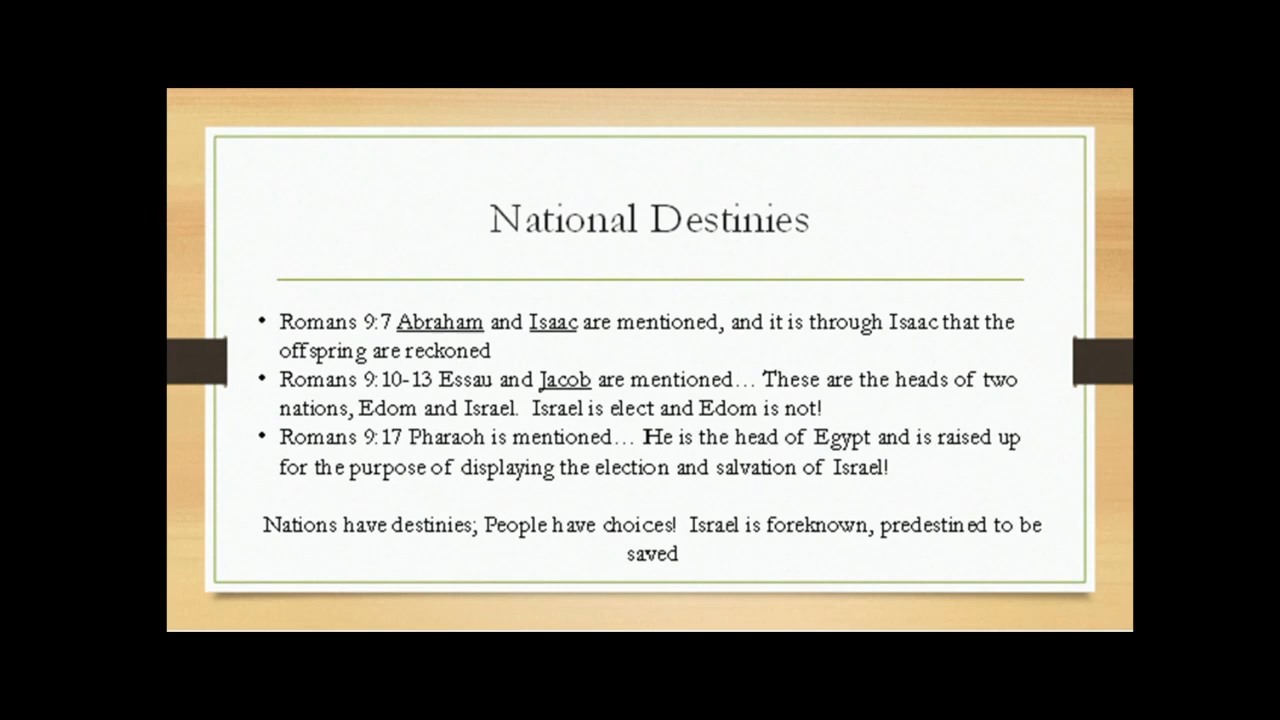 National Destinies
• Romans 9:7 Abraham and Isaac are mentioned, and it is through Isaac that the
offspring are reckoned
• Romans 9:10-13 Essau and Jacob are mentioned… These are the heads of two
nations, Edom and Israel.  Israel is elect and Edom is not!
• Romans 9:17 Pharaoh is mentioned… He is the head of Egypt and is raised up
for the purpose of displaying the election and salvation of Israel!
Nations have destinies; People have choices!  Israel is foreknown, predestined to be
saved